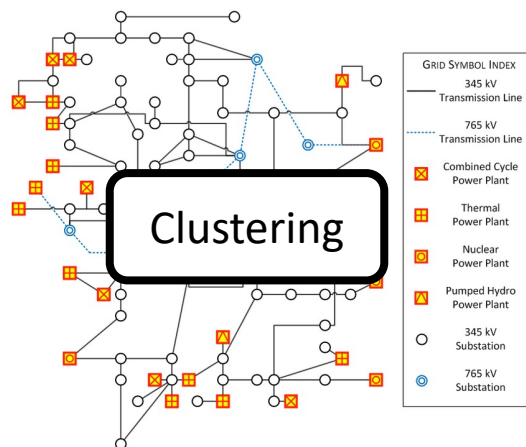 Clustering
GRID SYMBOL INDEX
345 kV
Transmission Line
765 kV
Transmission Line
Combined Cycle
Power Plant
Thermal
Power Plant
Nuclear
Power Plant
Pumped Hydro
Power Plant
345 kV
Substation
765 kV
Substation